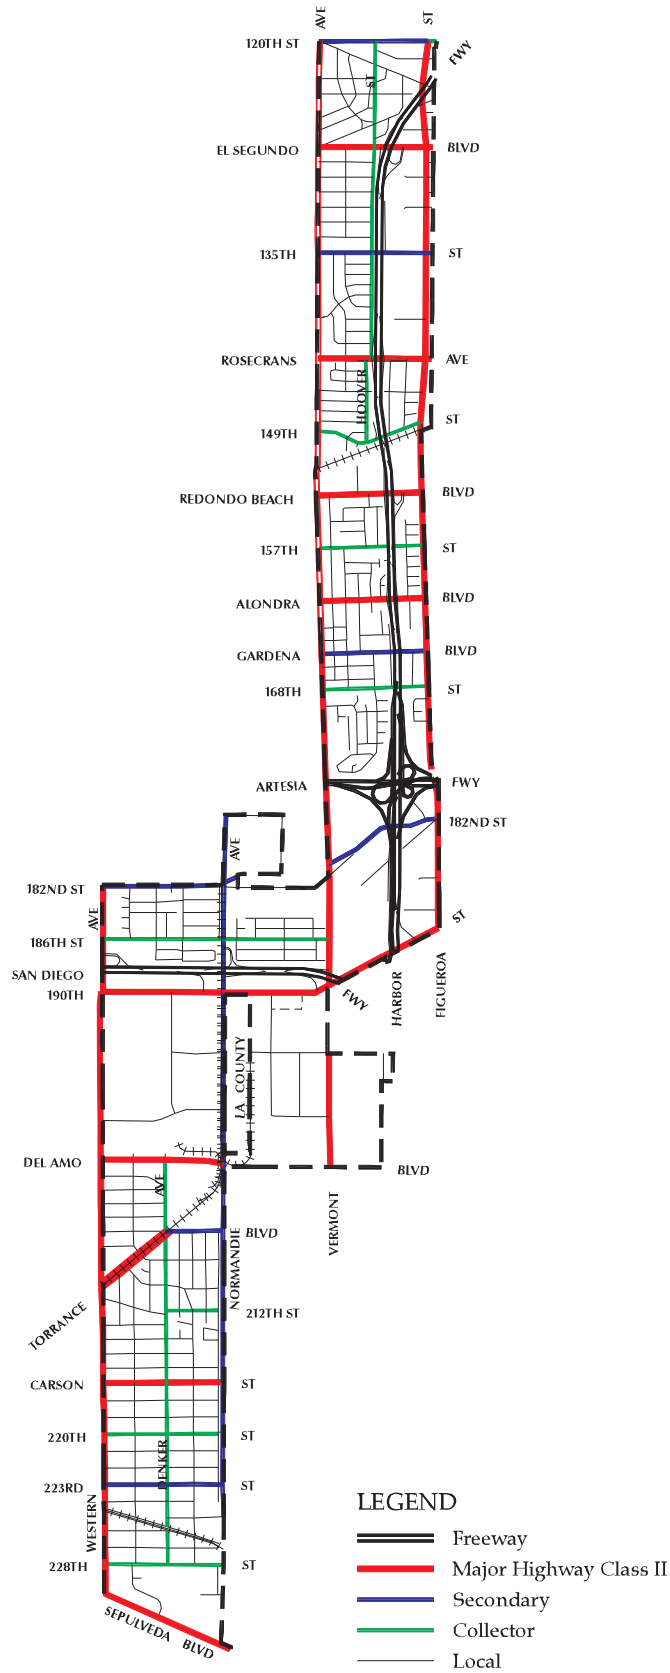 AVE
ST
120TH ST
FWY
ST
EL SEGUNDO
BLVD
135TH
ST
ROSECRANS
AVE
HOOVER
149TH
ST
REDONDO BEACH
BLVD
157TH
ST
ALONDRA
BLVD
GARDENA
BLVD
168TH
ST
ARTESIA
FWY
182ND ST
AVE
182ND ST
AVE
ST
186TH ST
SAN DIEGO
FWY
190TH
HARBOR
FIGUEROA
LA COUNTY
DEL AMO
BLVD
AVE
VERMONT
BLVD
NORMANDIE
212TH ST
TORRANCE
CARSON
ST
220TH
ST
DENKER
223RD
ST
WESTERN
228TH
ST
SEPULVEDA BLVD
LEGEND
Freeway
Major Highway Class II
Secondary
Collector
Local